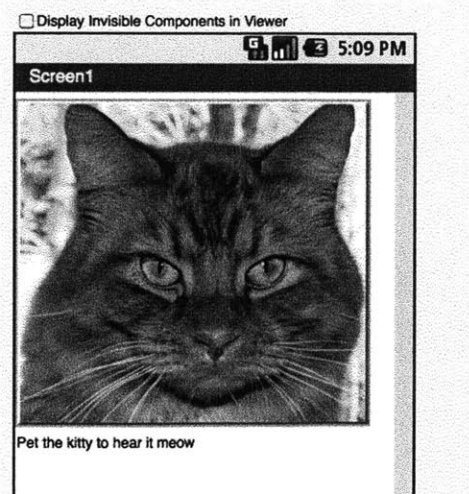 Display Invisible Components in Viewer
G 5:09 PM
Screen1
Pet the kitty to hear it meow